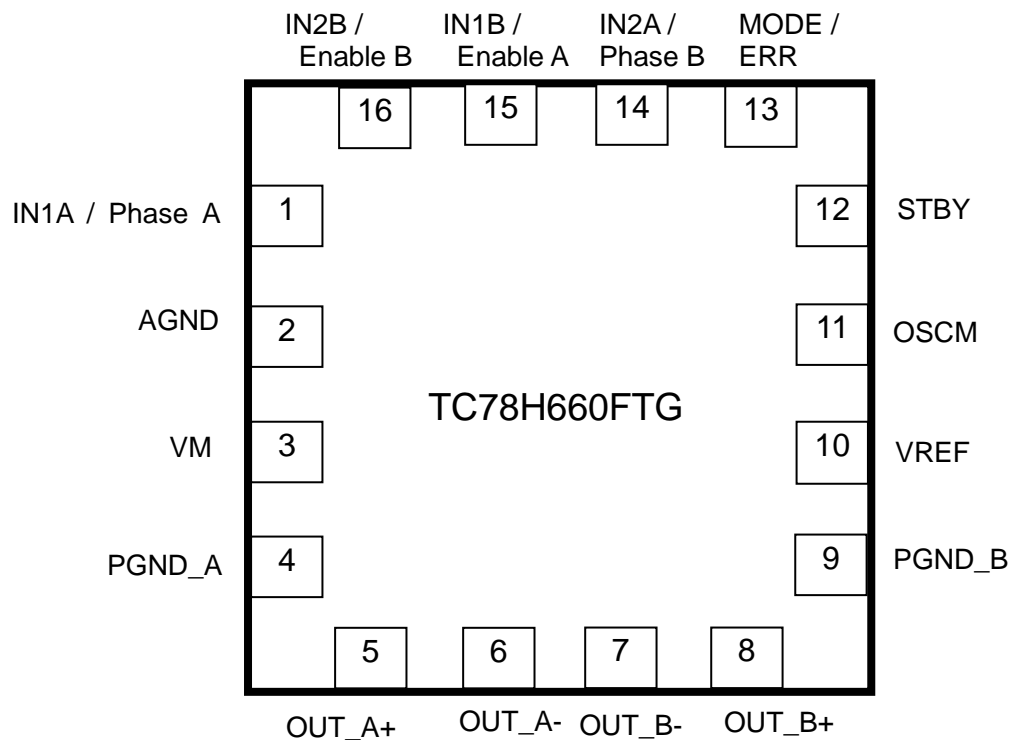 IN2B /
Enable B
IN1B /
Enable A
IN2A /
Phase B
MODE /
ERR
16
15
14
13
IN1A / Phase A
1
12
STBY
AGND
2
11
OSCM
TC78H660FTG
VM
3
10
VREF
PGND_A
4
9
PGND_B
5
6
7
8
OUT_A+
OUT_A-
OUT_B-
OUT_B+